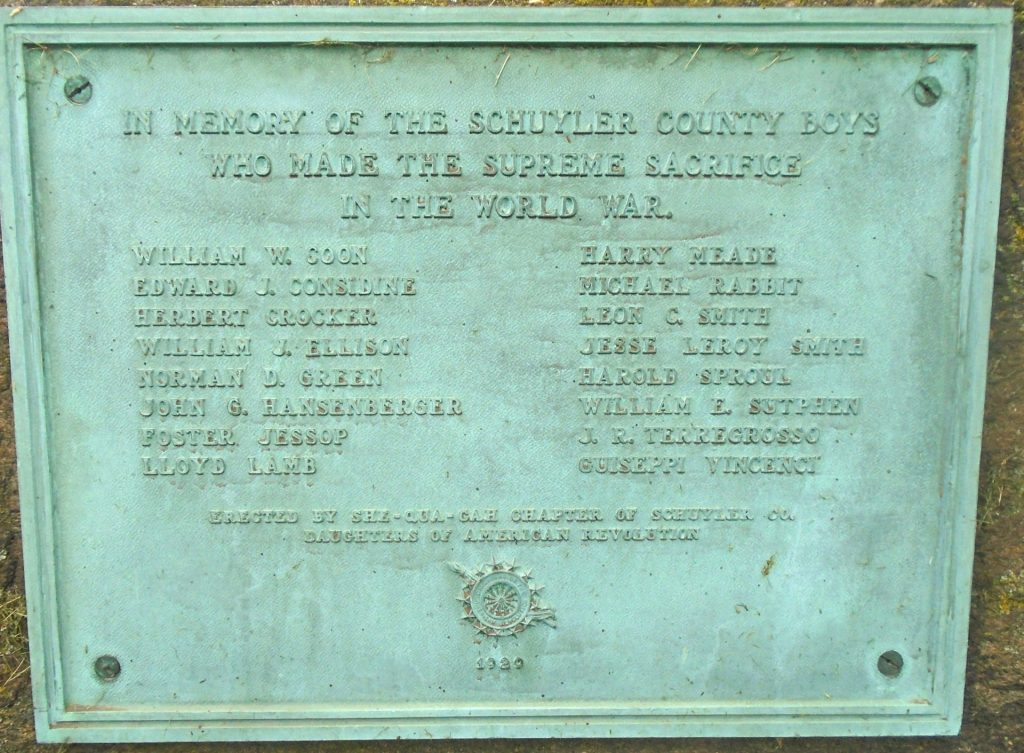 IN MEMORY OF THE SCHUYLER COUNTY BOYS
WHO MADE THE SUPREME SACRIFICE
IN THE WORLD WAR.
WILLIAM W. COON
EDWARD J. CONSIDINE
HERBERT CROCKER
WILLIAM J. ELLISON
NORMAN D. GREEN
JOHN G. HANSENBERGER
FOSTER JESSOP
LLOYD LAMB
HARRY MEADE
MICHAEL RABBIT
LEON C. SMITH
JESSE LEROY SMITH
HAROLD SPROUL
WILLIAM E. SUTPHEN
J. R. TERREGROSSO
GUISEPPI VINCENCI
ERECTED BY SHE-QUA-GAH CHAPTER OF SCHUYLER CO.
DAUGHTERS OF AMERICAN REVOLUTION